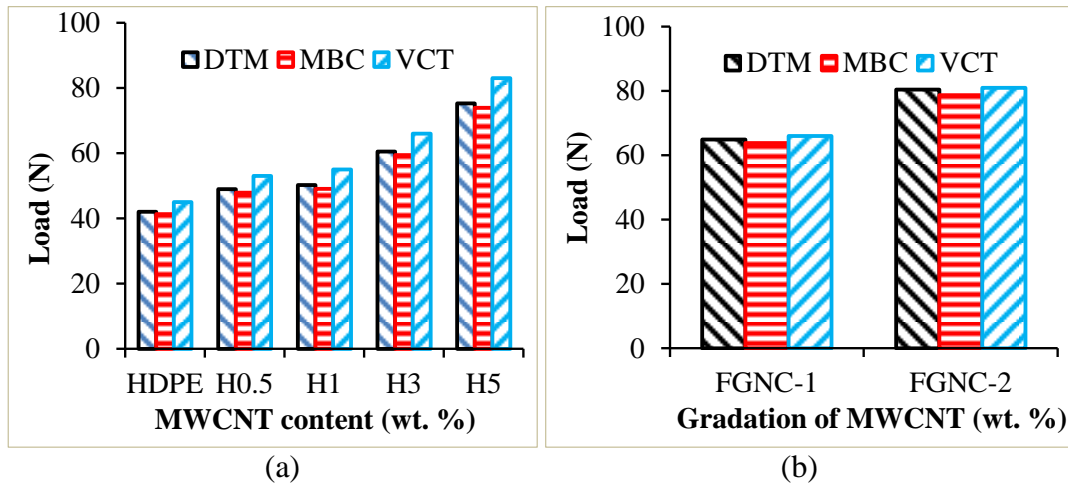 100
80
60
40
20
0
Load (N)
DTM MBC VCT
HDPE H0.5 H1 H3 H5
MWCNT content (wt. %)
(a)
100
80
60
40
20
0
Load (N)
DTM MBC VCT
FGNC-1 FGNC-2
Gradation of MWCNT (wt. %)
(b)